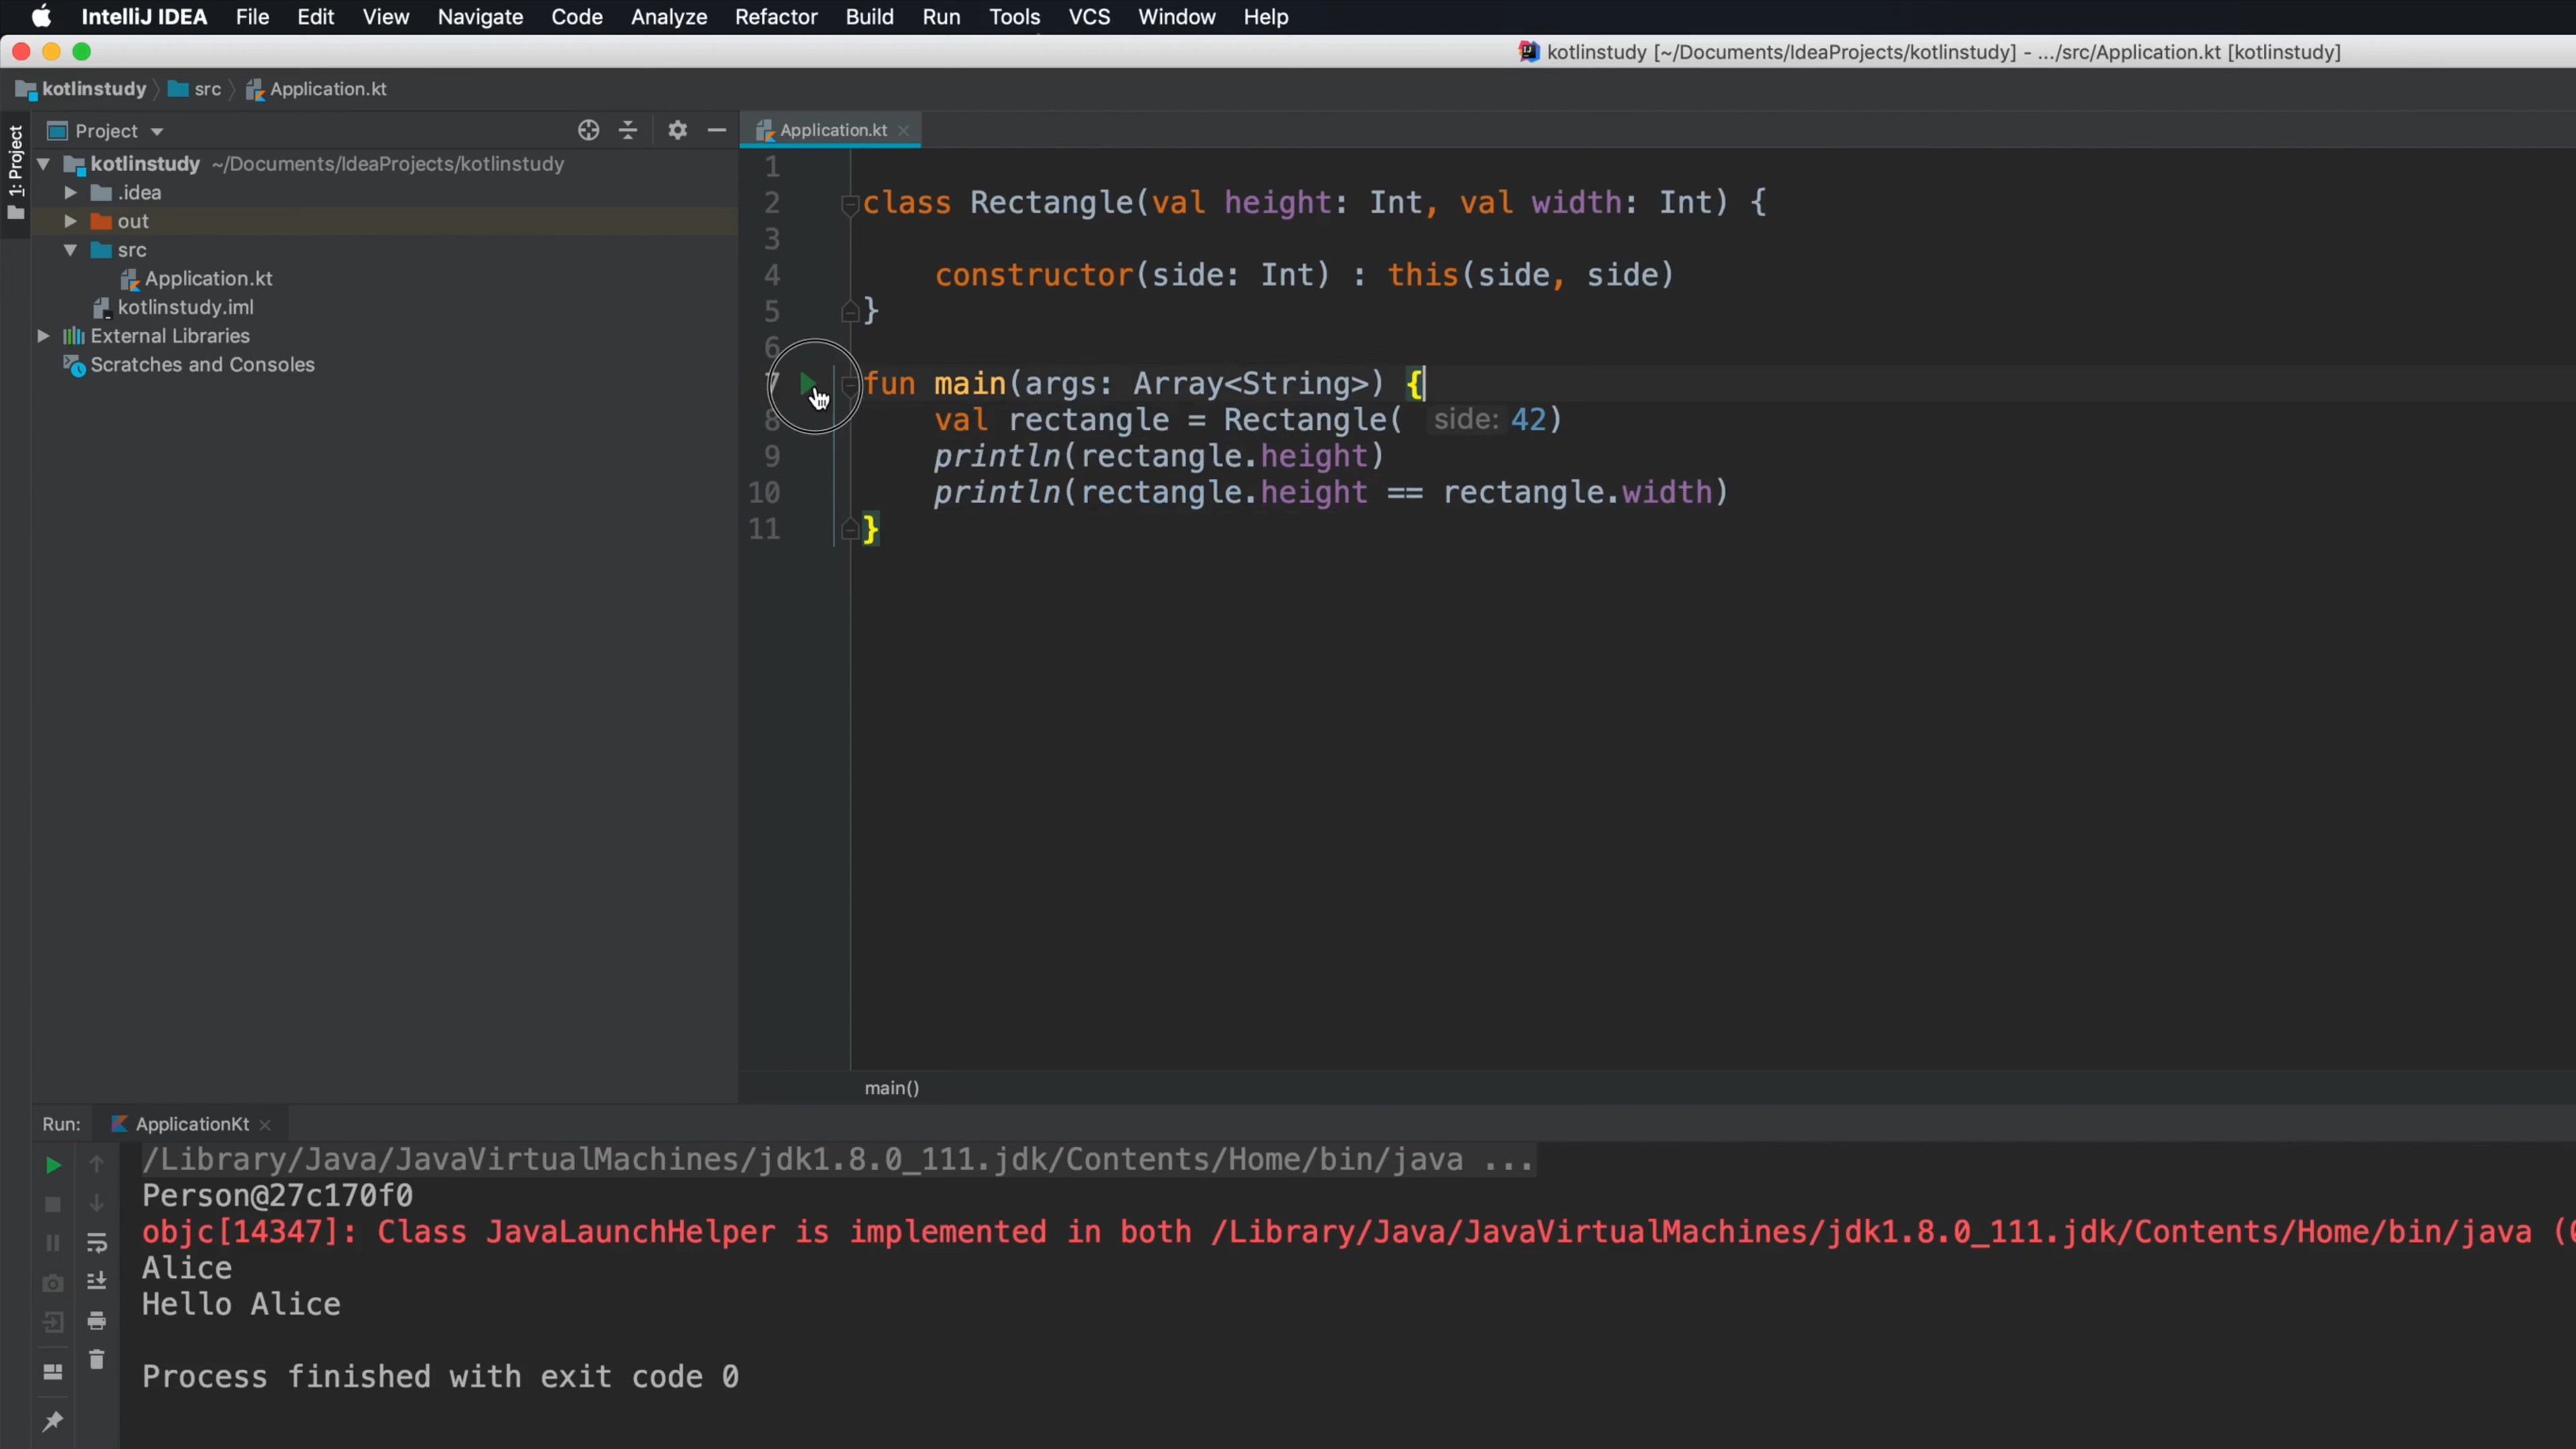 IntelliJ IDEA File Edit View Navigate Code Analyze Refactor Build Run Tools VCS Window Help
kotlinstudy [~/Documents/IdeaProjects/kotlinstudy] - .../src/Application.kt [kotlinstudy]
kotlinstudy src Application.kt
1: Project
Project
kotlinstudy ~/Documents/IdeaProjects/kotlinstudy
.idea
out
src
Application.kt
kotlinstudy.iml
External Libraries
Scratches and Consoles
Application.kt
1
2 class Rectangle(val height: Int, val width: Int) {
3
4 constructor(side: Int) : this(side, side)
5 }
6
7 fun main(args: Array<String>) {
8 val rectangle = Rectangle( side: 42)
9 println(rectangle.height)
10 println(rectangle.height == rectangle.width)
11 }
main()
Run: ApplicationKt
/Library/Java/JavaVirtualMachines/jdk1.8.0_111.jdk/Contents/Home/bin/java ...
Person@27c170f0
objc[14347]: Class JavaLaunchHelper is implemented in both /Library/Java/JavaVirtualMachines/jdk1.8.0_111.jdk/Contents/Home/bin/java (
Alice
Hello Alice
Process finished with exit code 0